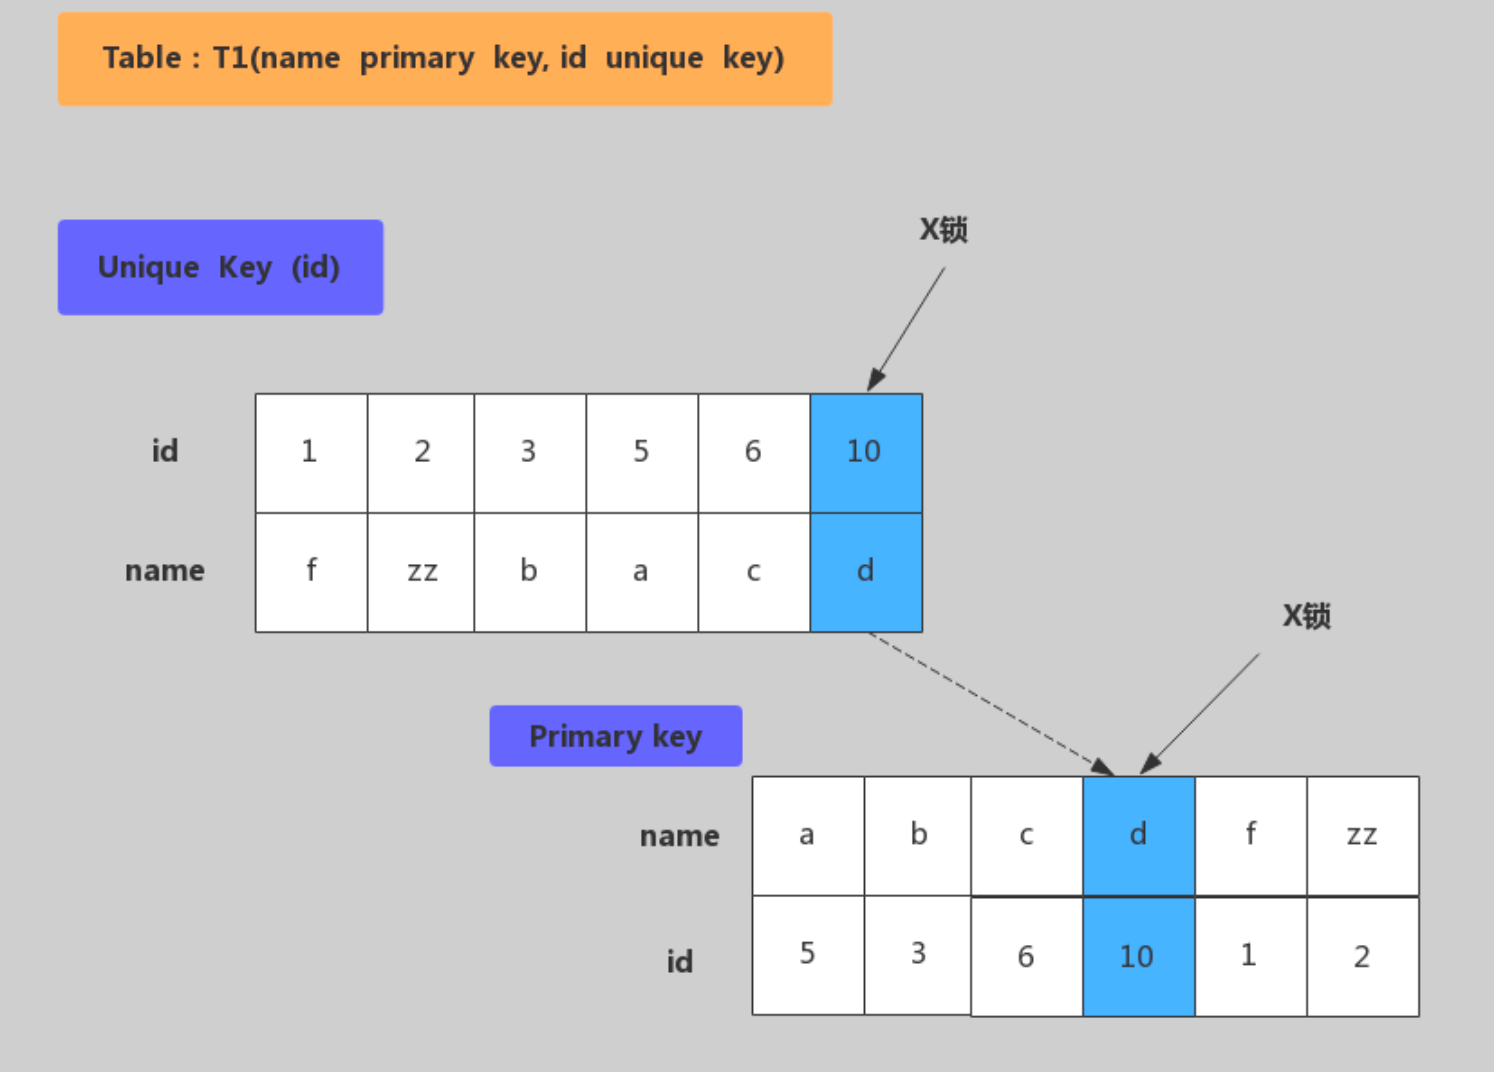 Table : T1(name primary key, id unique key)
X锁
Unique Key (id)
id 1 2 3 5 6 10
name f zz b a c d
X锁
Primary key
name a b c d f zz
id 5 3 6 10 1 2